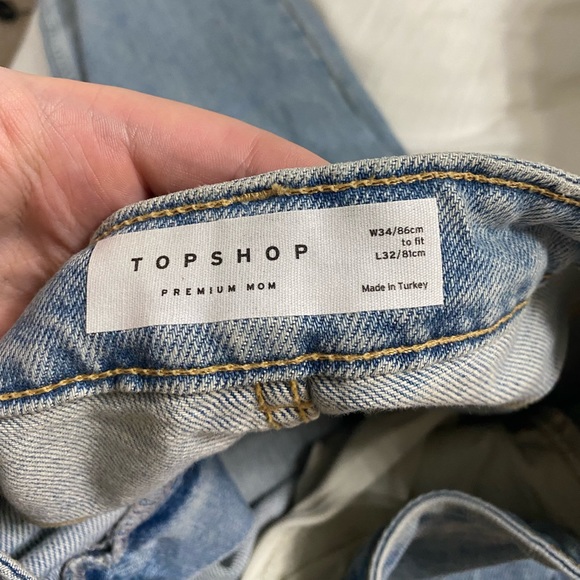 TOPSHOP
PREMIUM MOM
W34/86cm
to fit
L32/81cm
Made in Turkey